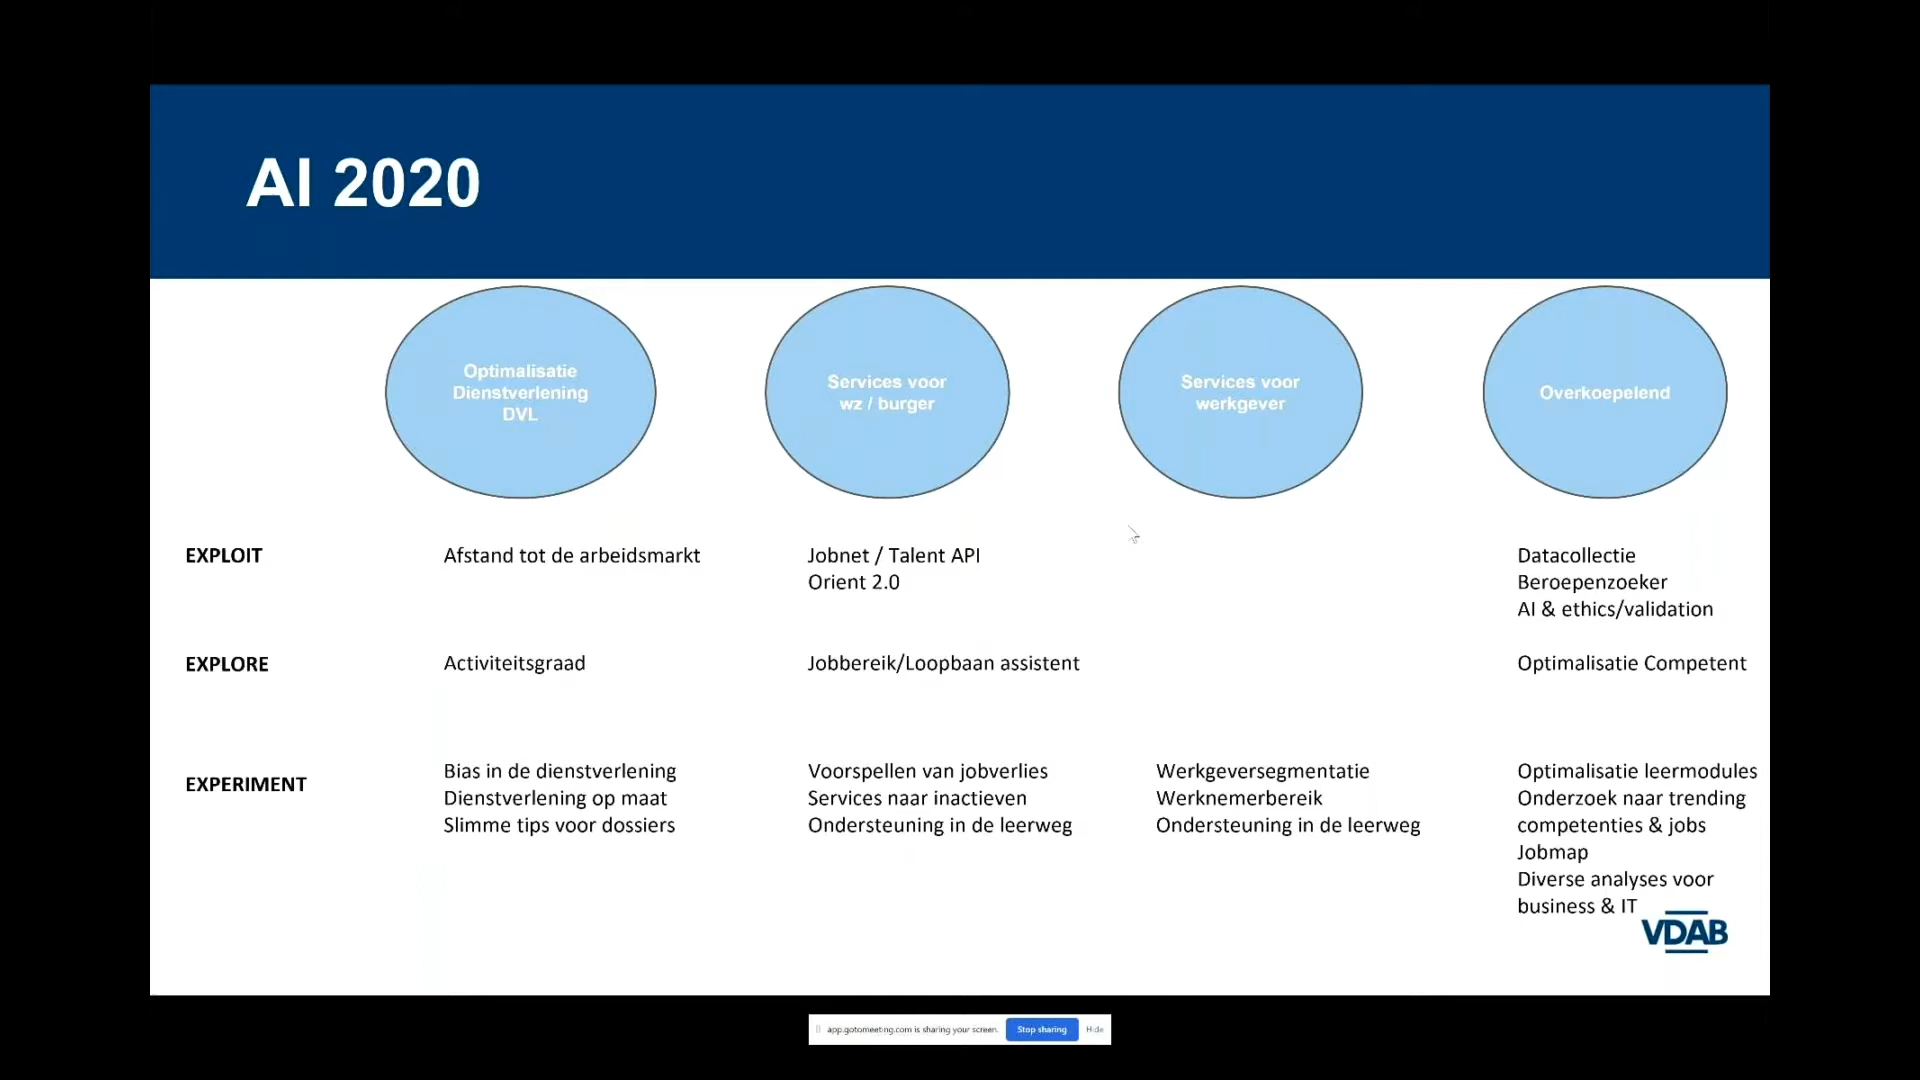 AI 2020
Optimalisatie
Dienstverlening
DVL
Services voor
wz / burger
Services voor
werkgever
Overkoepelend
EXPLOIT
Afstand tot de arbeidsmarkt
Jobnet / Talent API
Orient 2.0
Datacollectie
Beroepenzoeker
AI & ethics/validation
EXPLORE
Activiteitsgraad
Jobbereik/Loopbaan assistent
Optimalisatie Competent
EXPERIMENT
Bias in de dienstverlening
Dienstverlening op maat
Slimme tips voor dossiers
Voorspellen van jobverlies
Services naar inactieven
Ondersteuning in de leerweg
Werkgeversegmentatie
Werknemerbereik
Ondersteuning in de leerweg
Optimalisatie leermodules
Onderzoek naar trending
competenties & jobs
Jobmap
Diverse analyses voor
business & IT
VDAB
app.gotomeeting.com is sharing your screen.
Stop sharing
Hide